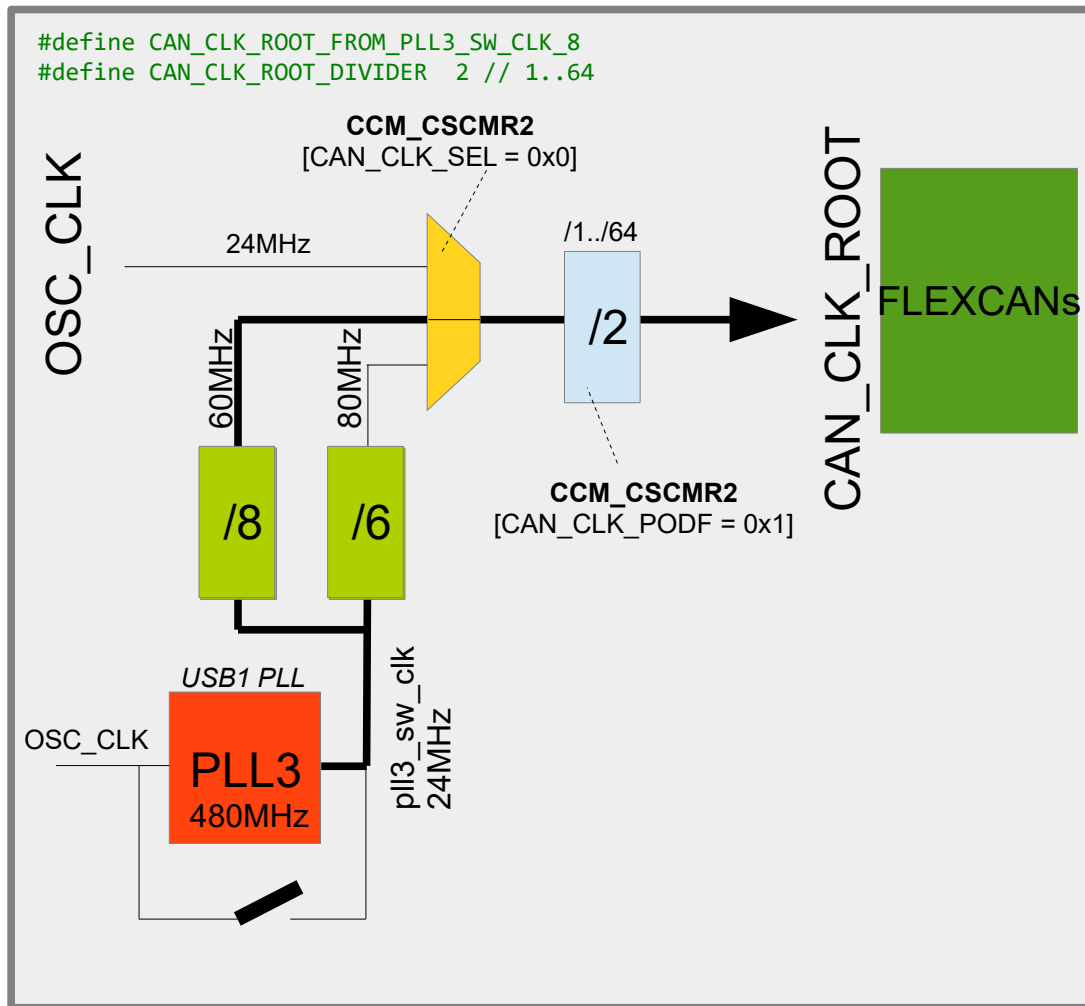 #define CAN_CLK_ROOT_FROM_PLL3_SW_CLK_8
#define CAN_CLK_ROOT_DIVIDER  2 // 1..64
CCM_CSCMR2
[CAN_CLK_SEL = 0x0]
OSC_CLK
24MHz
/1../64
/2
CAN_CLK_ROOT
FLEXCANs
60MHz
80MHz
CCM_CSCMR2
[CAN_CLK_PODF = 0x1]
/8
/6
USB1 PLL
pll3_sw_clk
24MHz
OSC_CLK
PLL3
480MHz